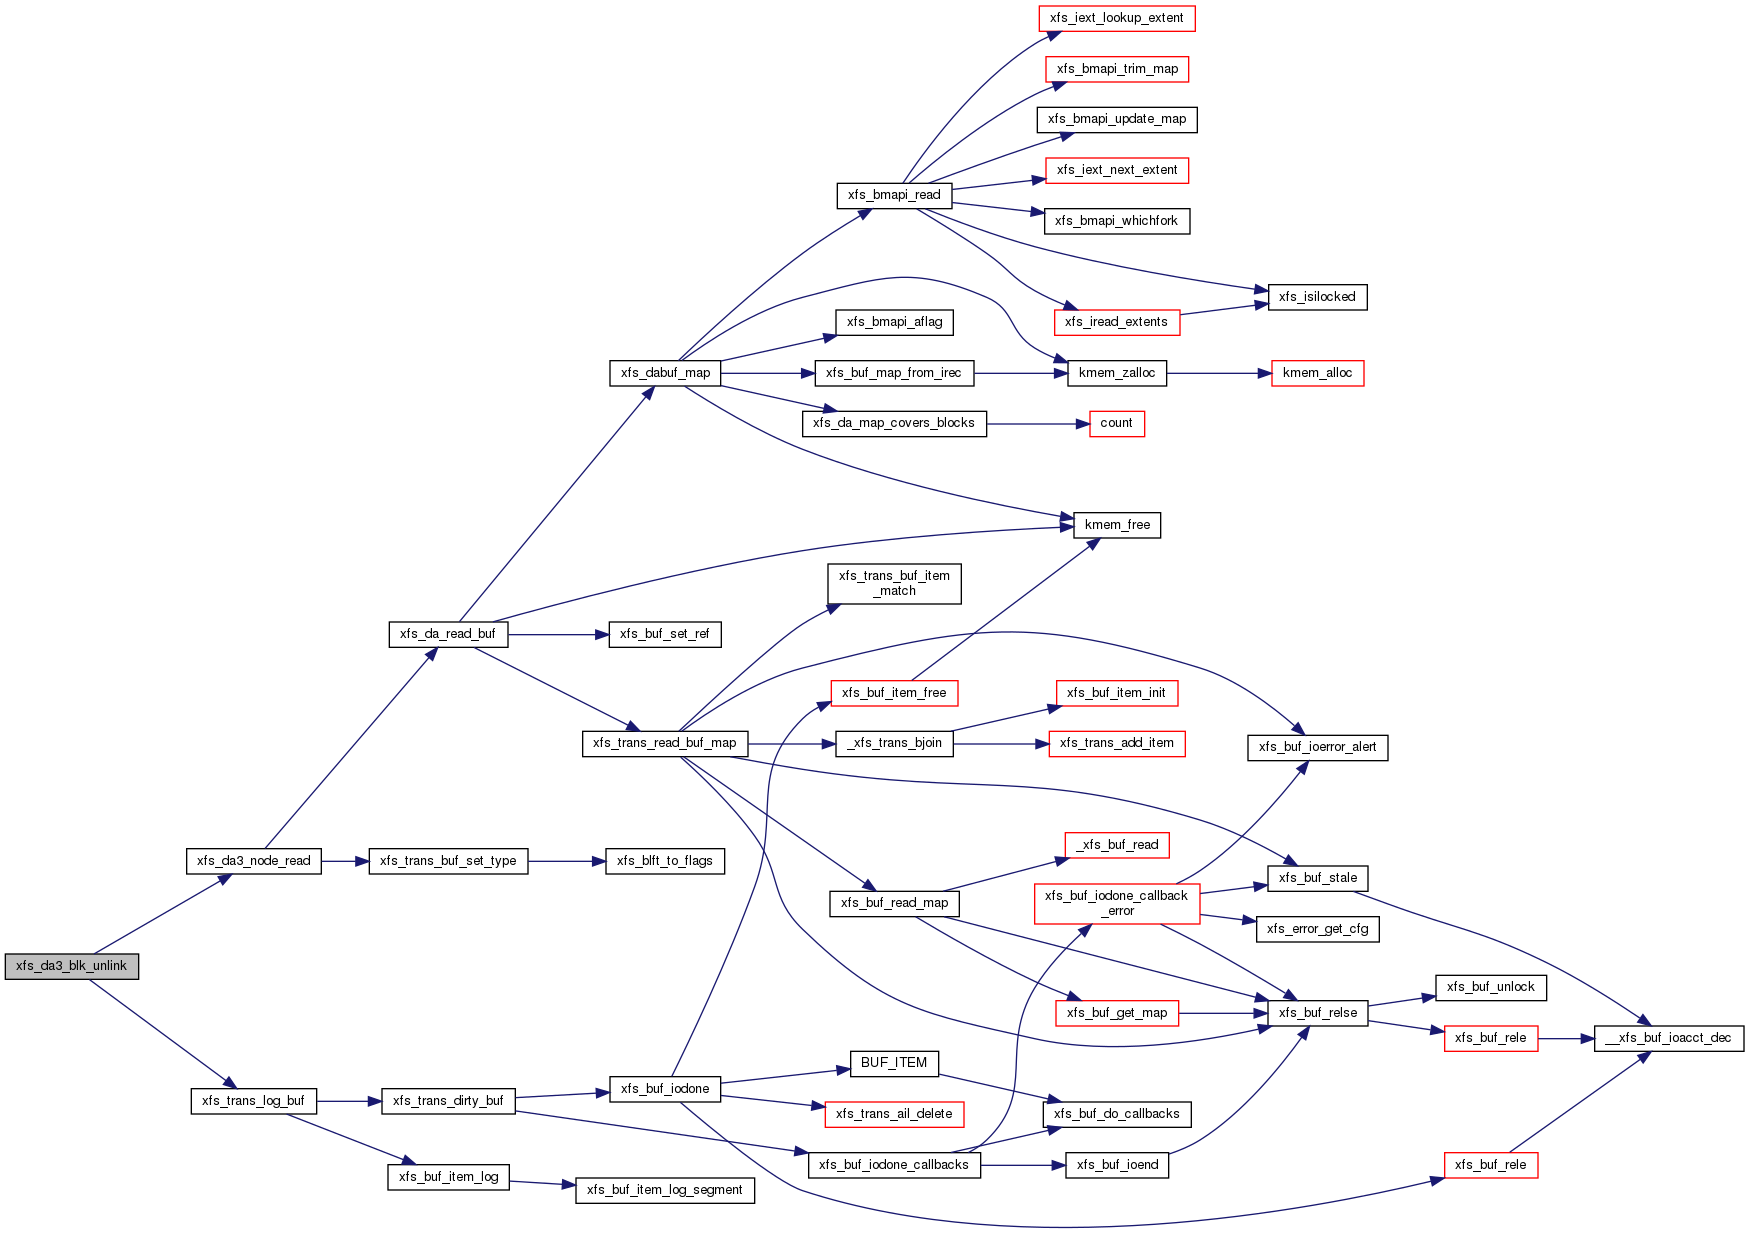 xfs_iext_lookup_extent
xfs_bmapi_trim_map
xfs_bmapi_update_map
xfs_iext_next_extent
xfs_bmapi_read
xfs_bmapi_whichfork
xfs_isilocked
xfs_bmapi_aflag
xfs_iread_extents
xfs_dabuf_map
xfs_buf_map_from_irec
kmem_zalloc
kmem_alloc
xfs_da_map_covers_blocks
count
kmem_free
xfs_trans_buf_item
_match
xfs_da_read_buf
xfs_buf_set_ref
xfs_buf_item_free
xfs_buf_item_init
xfs_trans_read_buf_map
_xfs_trans_bjoin
xfs_trans_add_item
xfs_buf_ioerror_alert
_xfs_buf_read
xfs_da3_node_read
xfs_trans_buf_set_type
xfs_blft_to_flags
xfs_buf_stale
xfs_buf_read_map
xfs_buf_iodone_callback
_error
xfs_error_get_cfg
xfs_da3_blk_unlink
xfs_buf_unlock
xfs_buf_get_map
xfs_buf_relse
xfs_buf_rele
__xfs_buf_ioacct_dec
BUF_ITEM
xfs_buf_iodone
xfs_trans_log_buf
xfs_trans_dirty_buf
xfs_trans_ail_delete
xfs_buf_do_callbacks
xfs_buf_iodone_callbacks
xfs_buf_ioend
xfs_buf_rele
xfs_buf_item_log
xfs_buf_item_log_segment